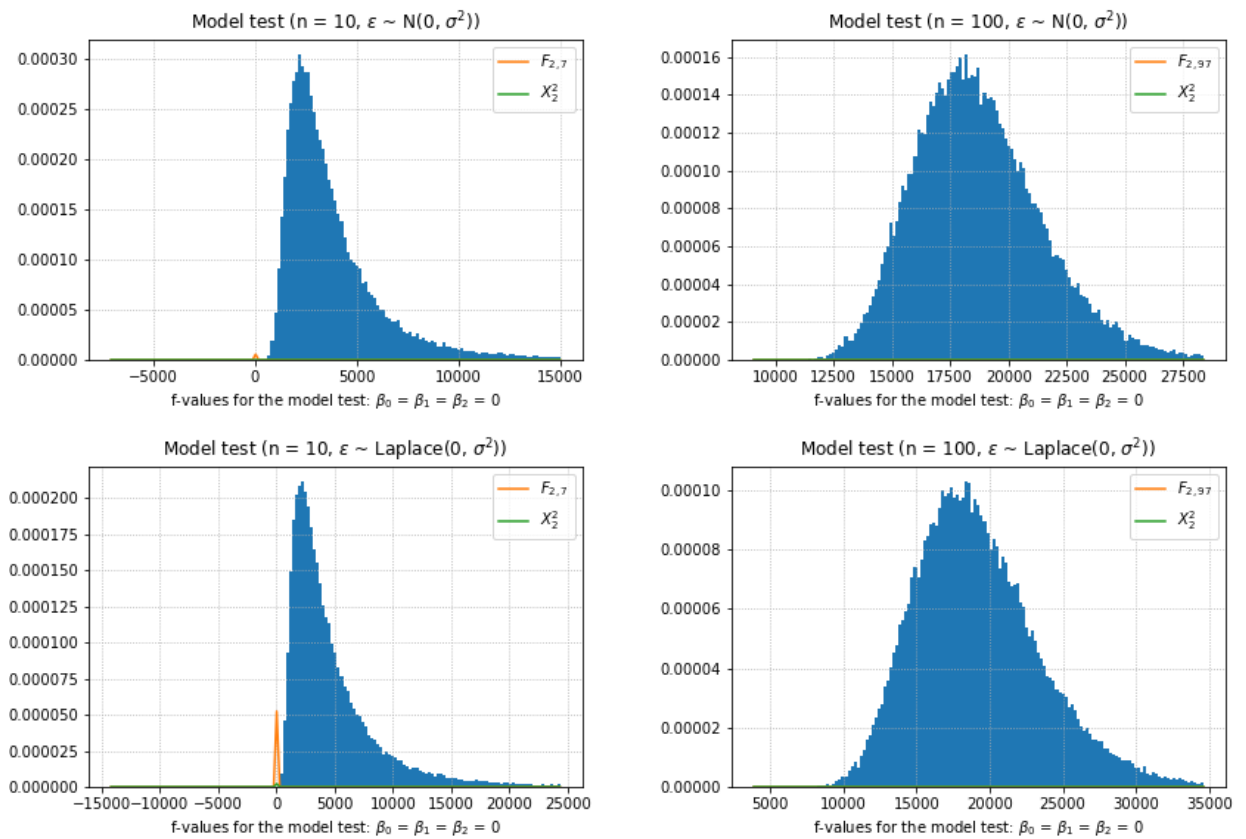 Model test (n = 10, ε ~ N(0, σ²))
0.00030
0.00025
0.00020
0.00015
0.00010
0.00005
0.00000
F₂,₇
X₂²
−5000 0 5000 10000 15000
f-values for the model test: β₀ = β₁ = β₂ = 0
Model test (n = 100, ε ~ N(0, σ²))
0.00016
0.00014
0.00012
0.00010
0.00008
0.00006
0.00004
0.00002
0.00000
F₂,₉₇
X₂²
10000 12500 15000 17500 20000 22500 25000 27500
f-values for the model test: β₀ = β₁ = β₂ = 0
Model test (n = 10, ε ~ Laplace(0, σ²))
0.000200
0.000175
0.000150
0.000125
0.000100
0.000075
0.000050
0.000025
0.000000
F₂,₇
X₂²
−15000 −10000 −5000 0 5000 10000 15000 20000 25000
f-values for the model test: β₀ = β₁ = β₂ = 0
Model test (n = 100, ε ~ Laplace(0, σ²))
0.00010
0.00008
0.00006
0.00004
0.00002
0.00000
F₂,₉₇
X₂²
5000 10000 15000 20000 25000 30000 35000
f-values for the model test: β₀ = β₁ = β₂ = 0